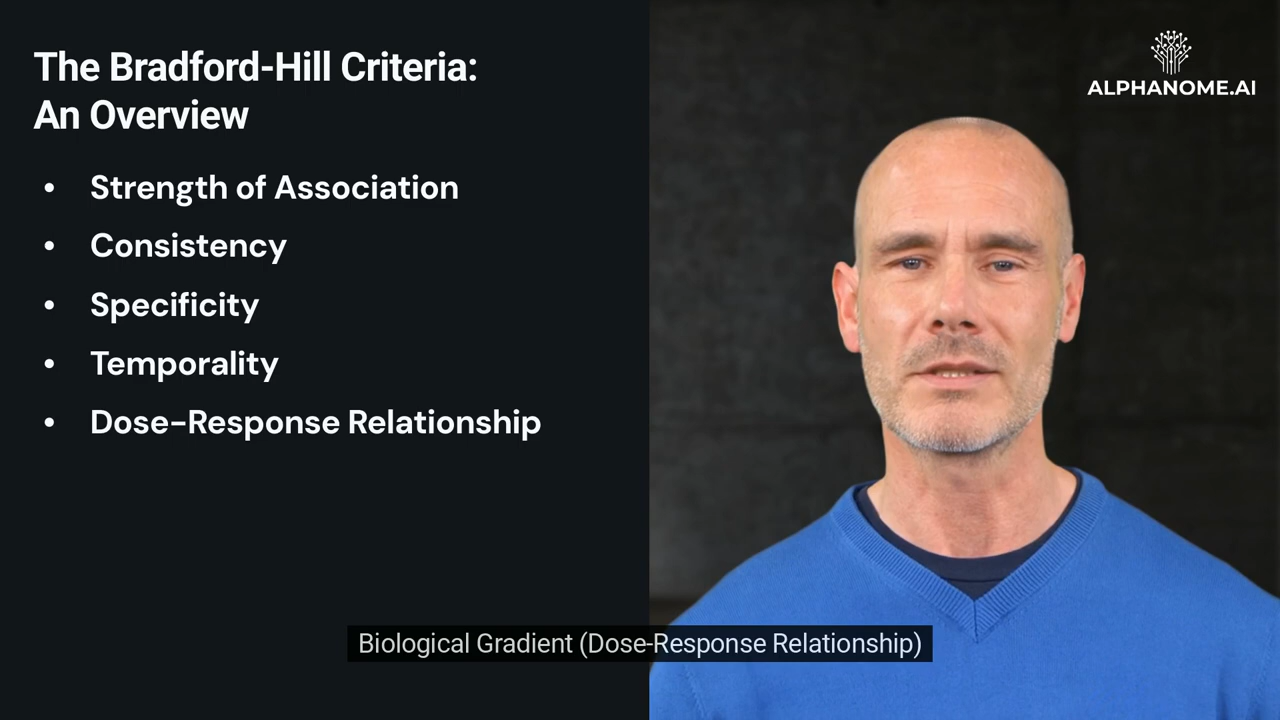 The Bradford-Hill Criteria:
An Overview
• Strength of Association
• Consistency
• Specificity
• Temporality
• Dose-Response Relationship
ALPHANOME.AI
Biological Gradient (Dose-Response Relationship)